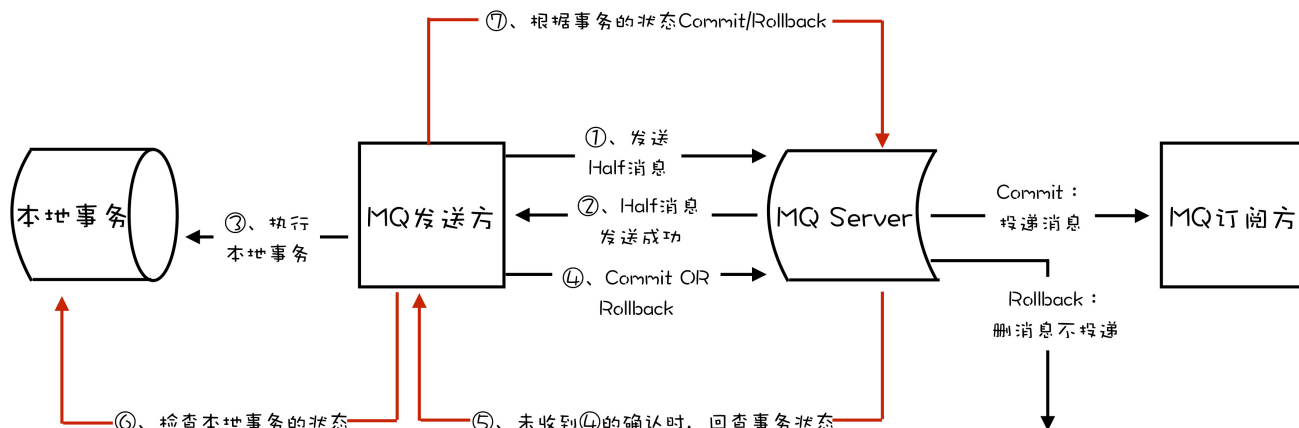 ⑦、根据事务的状态Commit/Rollback
①、发送
Half消息
本地事务
③、执行
本地事务
MQ发送方
②、Half消息
发送成功
MQ Server
Commit：
投递消息
MQ订阅方
④、Commit OR
Rollback
Rollback：
删消息不投递
⑥、检查本地事务的状态
⑤、未收到④的确认时，回查事务状态